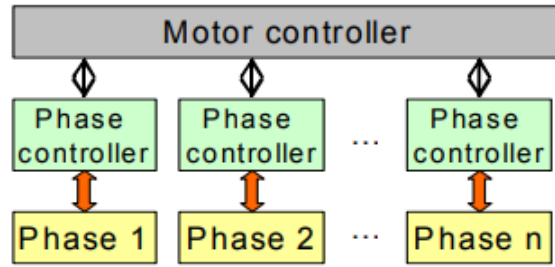 Motor controller
Phase controller
Phase controller
...
Phase controller
Phase 1
Phase 2
...
Phase n